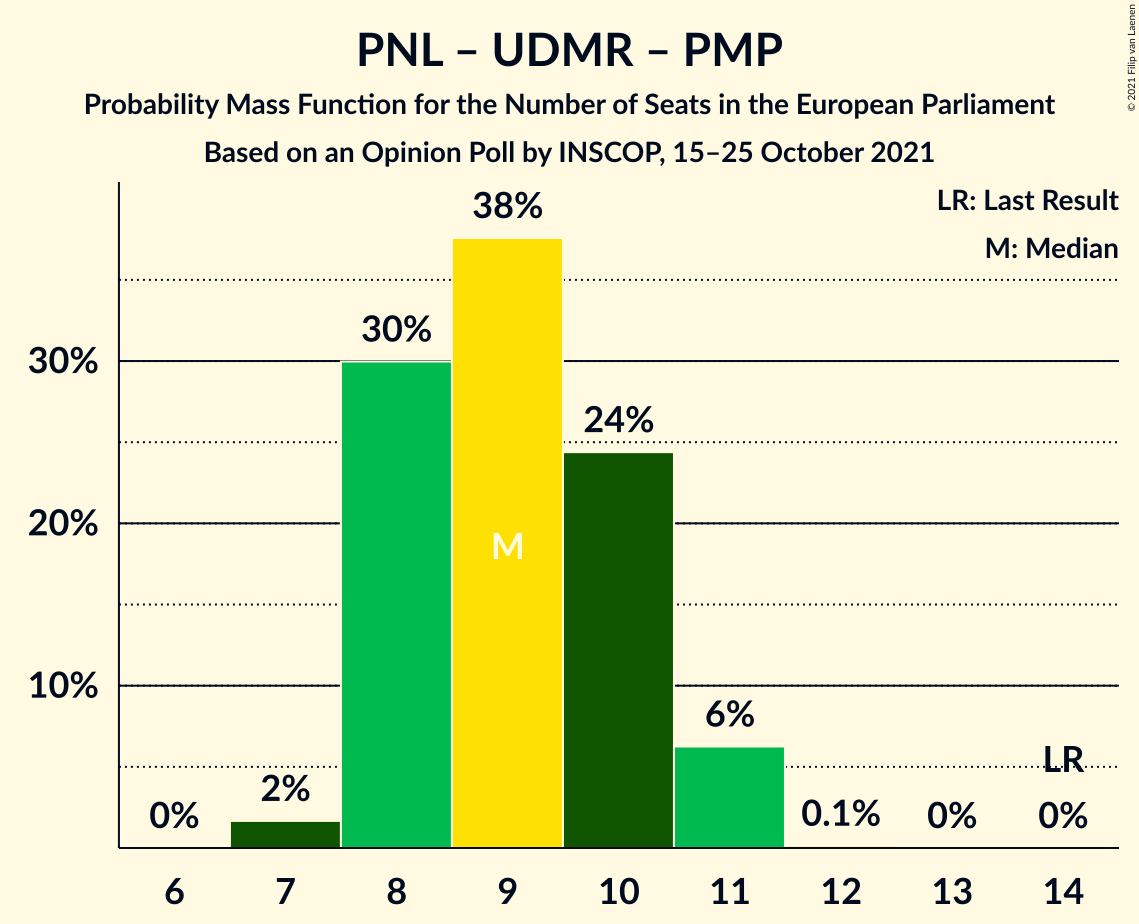 PNL – UDMR – PMP
Probability Mass Function for the Number of Seats in the European Parliament
Based on an Opinion Poll by INSCOP, 15–25 October 2021
© 2021 Filip van Laenen
LR: Last Result
M: Median
38%
30%
24%
6%
2%
0%
0.1%
0%
0%
LR
M
30%
20%
10%
6 7 8 9 10 11 12 13 14